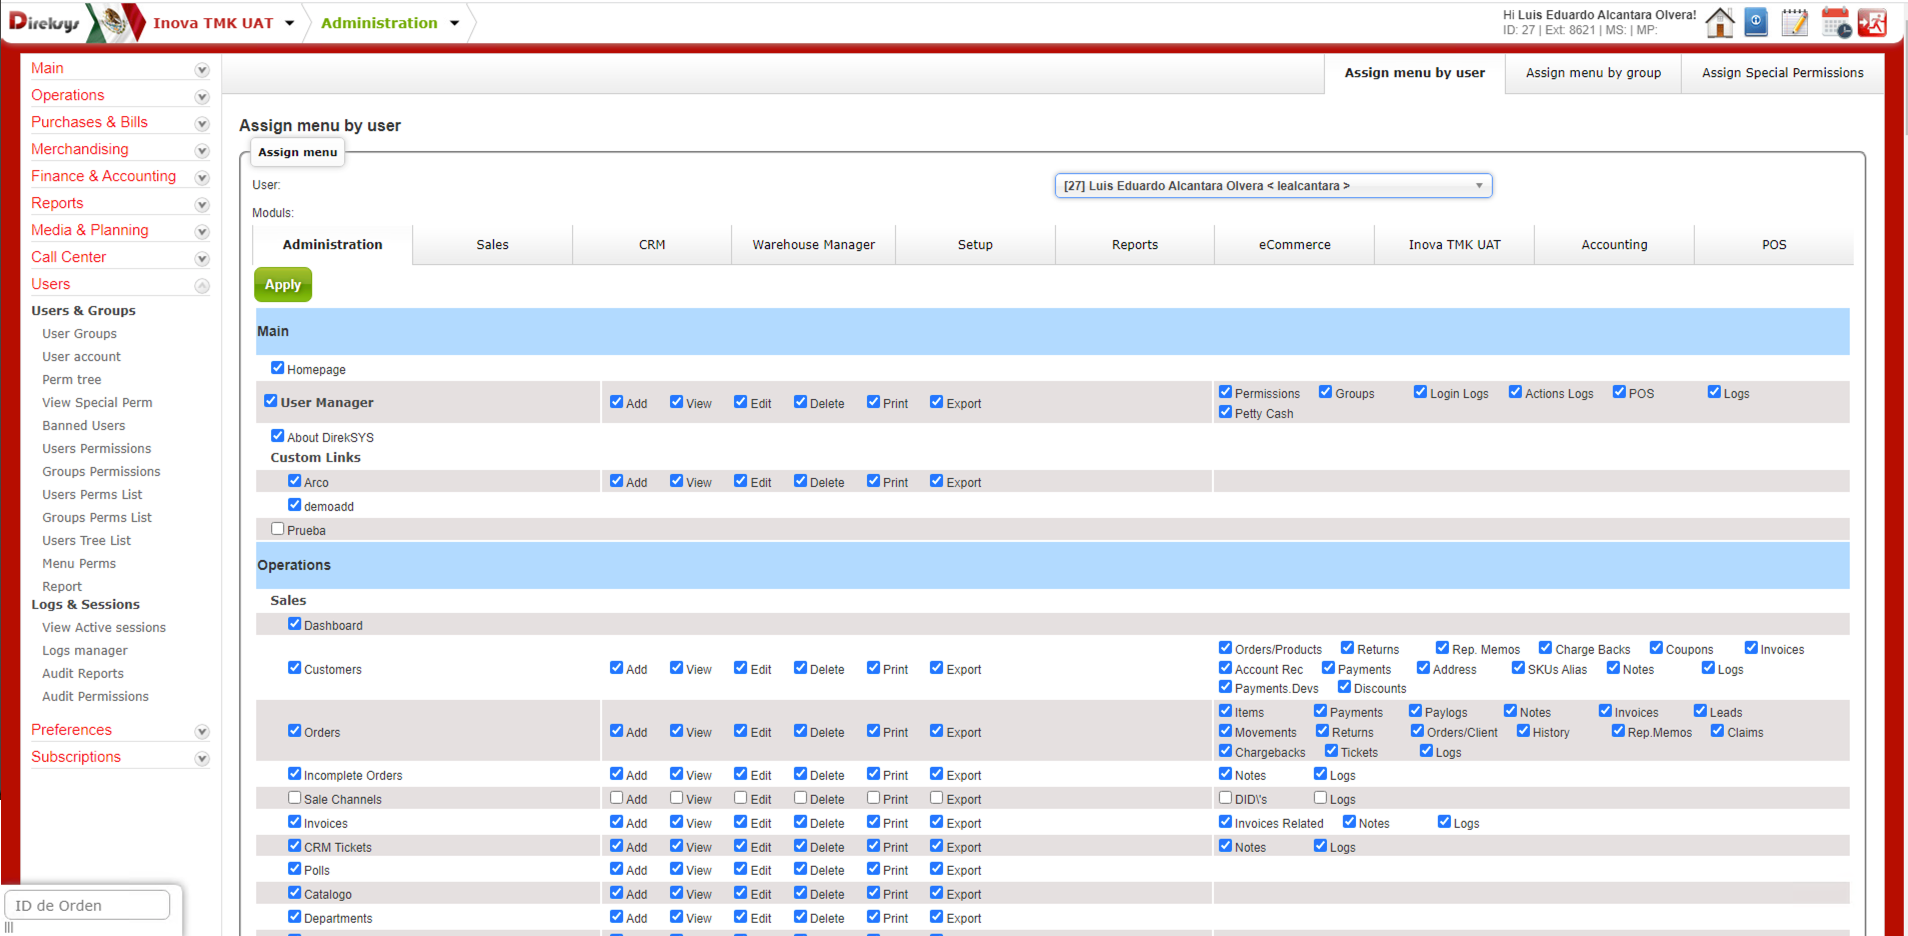 Direksys Inova TMK UAT Administration
Hi Luis Eduardo Alcantara Olvera!
ID: 27 | Ext: 8621 | MS: | MP:
Main
Operations
Purchases & Bills
Merchandising
Finance & Accounting
Reports
Media & Planning
Call Center
Users
Users & Groups
User Groups
User account
Perm tree
View Special Perm
Banned Users
Users Permissions
Groups Permissions
Users Perms List
Groups Perms List
Users Tree List
Menu Perms
Report
Logs & Sessions
View Active sessions
Logs manager
Audit Reports
Audit Permissions
Preferences
Subscriptions
ID de Orden
Assign menu by user Assign menu by group Assign Special Permissions
Assign menu by user
Assign menu
User: [27] Luis Eduardo Alcantara Olvera < lealcantara >
Moduls:
Administration Sales CRM Warehouse Manager Setup Reports eCommerce Inova TMK UAT Accounting POS
Apply
Main
Homepage
User Manager Add View Edit Delete Print Export Permissions Groups Login Logs Actions Logs POS Logs
Petty Cash
About DirekSYS
Custom Links
Arco Add View Edit Delete Print Export
demoadd
Prueba
Operations
Sales
Dashboard
Orders/Products Returns Rep. Memos Charge Backs Coupons Invoices
Customers Add View Edit Delete Print Export Account Rec Payments Address SKUs Alias Notes Logs
Payments.Devs Discounts
Items Payments Paylogs Notes Invoices Leads
Orders Add View Edit Delete Print Export Movements Returns Orders/Client History Rep.Memos Claims
Chargebacks Tickets Logs
Incomplete Orders Add View Edit Delete Print Export Notes Logs
Sale Channels Add View Edit Delete Print Export DID\'s Logs
Invoices Add View Edit Delete Print Export Invoices Related Notes Logs
CRM Tickets Add View Edit Delete Print Export Notes Logs
Polls Add View Edit Delete Print Export
Catalogo Add View Edit Delete Print Export
Departments Add View Edit Delete Print Export